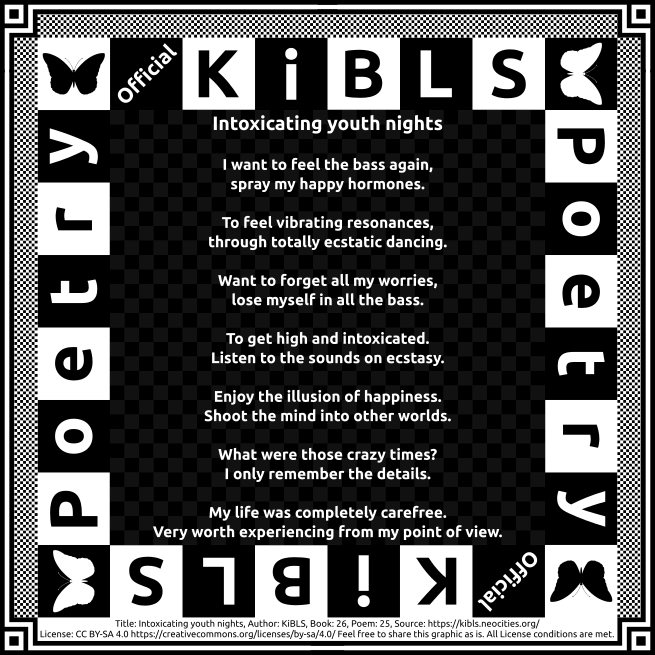 Official KiBLS
Poetry
Poetry
Intoxicating youth nights
I want to feel the bass again,
spray my happy hormones.
To feel vibrating resonances,
through totally ecstatic dancing.
Want to forget all my worries,
lose myself in all the bass.
To get high and intoxicated.
Listen to the sounds on ecstasy.
Enjoy the illusion of happiness.
Shoot the mind into other worlds.
What were those crazy times?
I only remember the details.
My life was completely carefree.
Very worth experiencing from my point of view.
Official KiBLS
Title: Intoxicating youth nights, Author: KiBLS, Book: 26, Poem: 25, Source: https://kibls.neocities.org/
License: CC BY-SA 4.0 https://creativecommons.org/licenses/by-sa/4.0/ Feel free to share this graphic as is. All License conditions are met.